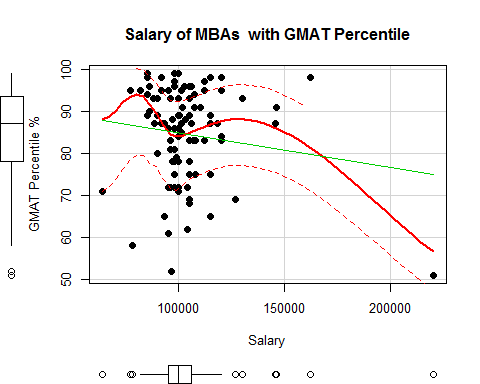 Salary of MBAs with GMAT Percentile
100
90
80
70
60
50
GMAT Percentile %
100000 150000 200000
Salary